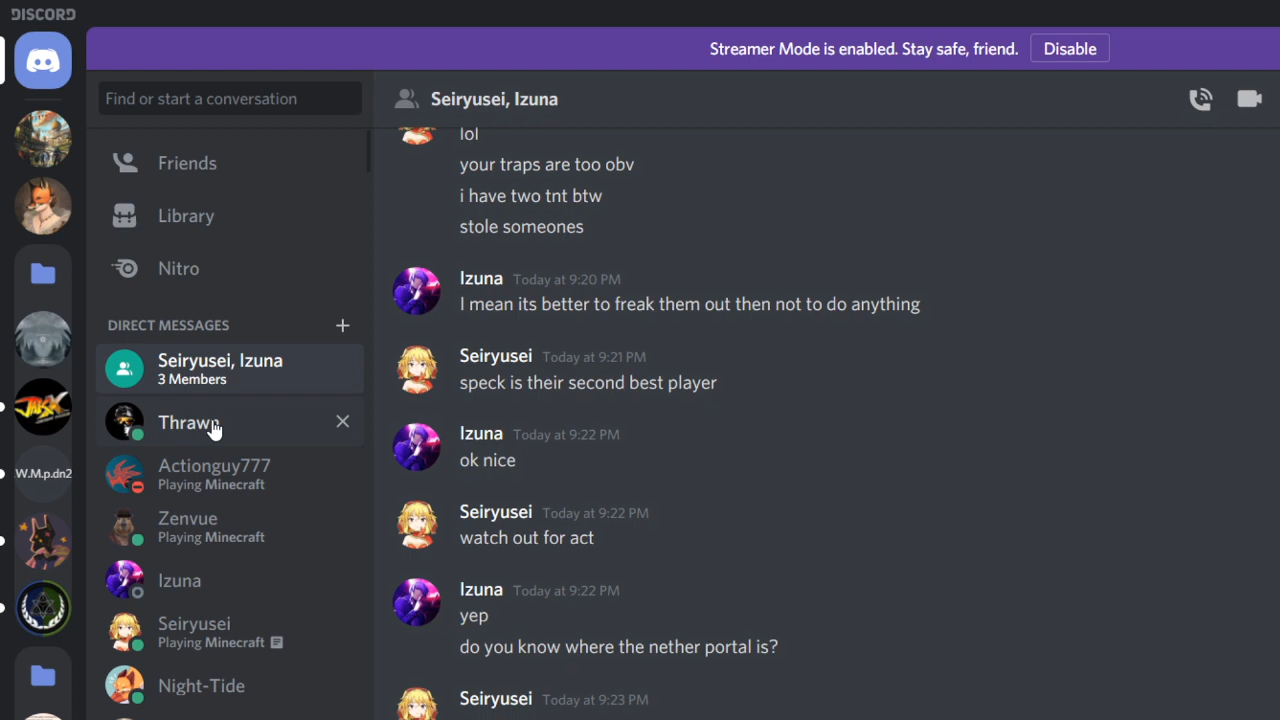 DISCORD
Streamer Mode is enabled. Stay safe, friend. Disable
Find or start a conversation
Friends
Library
Nitro
DIRECT MESSAGES
Seiryusei, Izuna
3 Members
Thrawn
Actionguy777
Playing Minecraft
Zenvue
Playing Minecraft
Izuna
Seiryusei
Playing Minecraft
Night-Tide
W.M.p.dn2
Seiryusei, Izuna
lol
your traps are too obv
i have two tnt btw
stole someones
Izuna Today at 9:20 PM
I mean its better to freak them out then not to do anything
Seiryusei Today at 9:21 PM
speck is their second best player
Izuna Today at 9:22 PM
ok nice
Seiryusei Today at 9:22 PM
watch out for act
Izuna Today at 9:22 PM
yep
do you know where the nether portal is?
Seiryusei Today at 9:23 PM